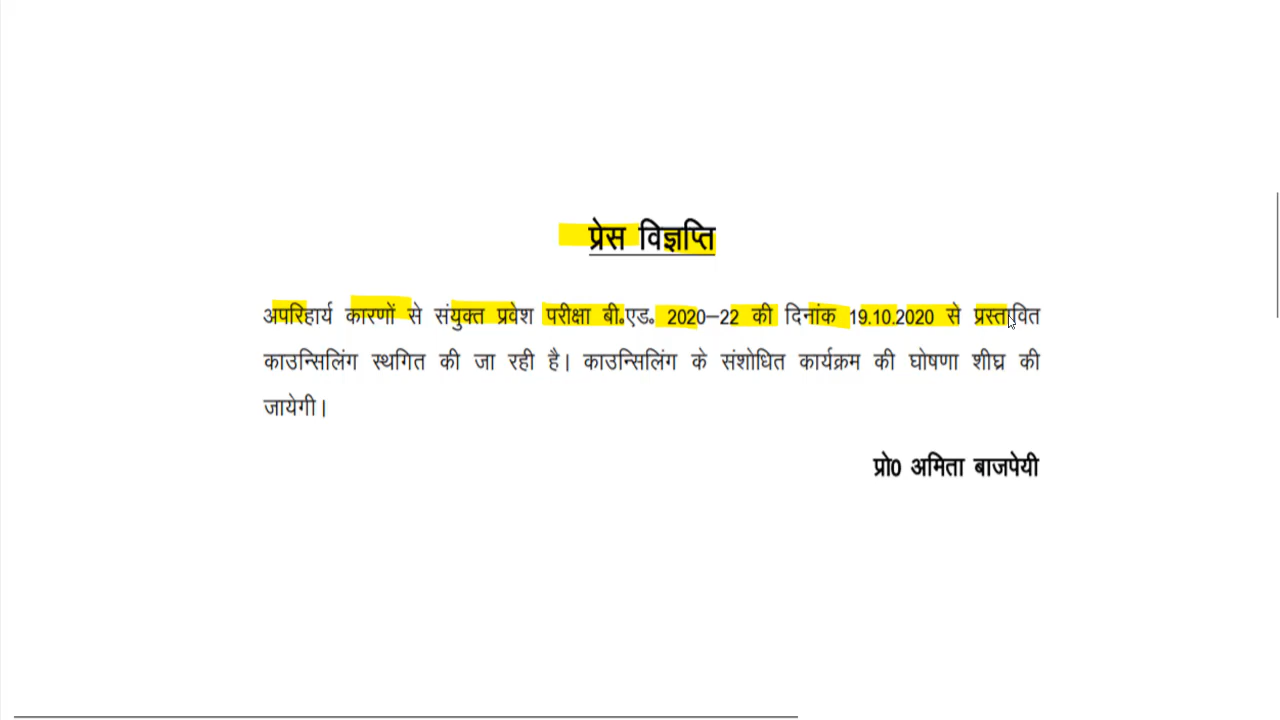 प्रेस विज्ञप्ति
अपरिहार्य कारणों से संयुक्त प्रवेश परीक्षा बी॰एड॰ 2020–22 की दिनांक 19.10.2020 से प्रस्तावित
काउन्सिलिंग स्थगित की जा रही है। काउन्सिलिंग के संशोधित कार्यक्रम की घोषणा शीघ्र की
जायेगी।
प्रो0 अमिता बाजपेयी